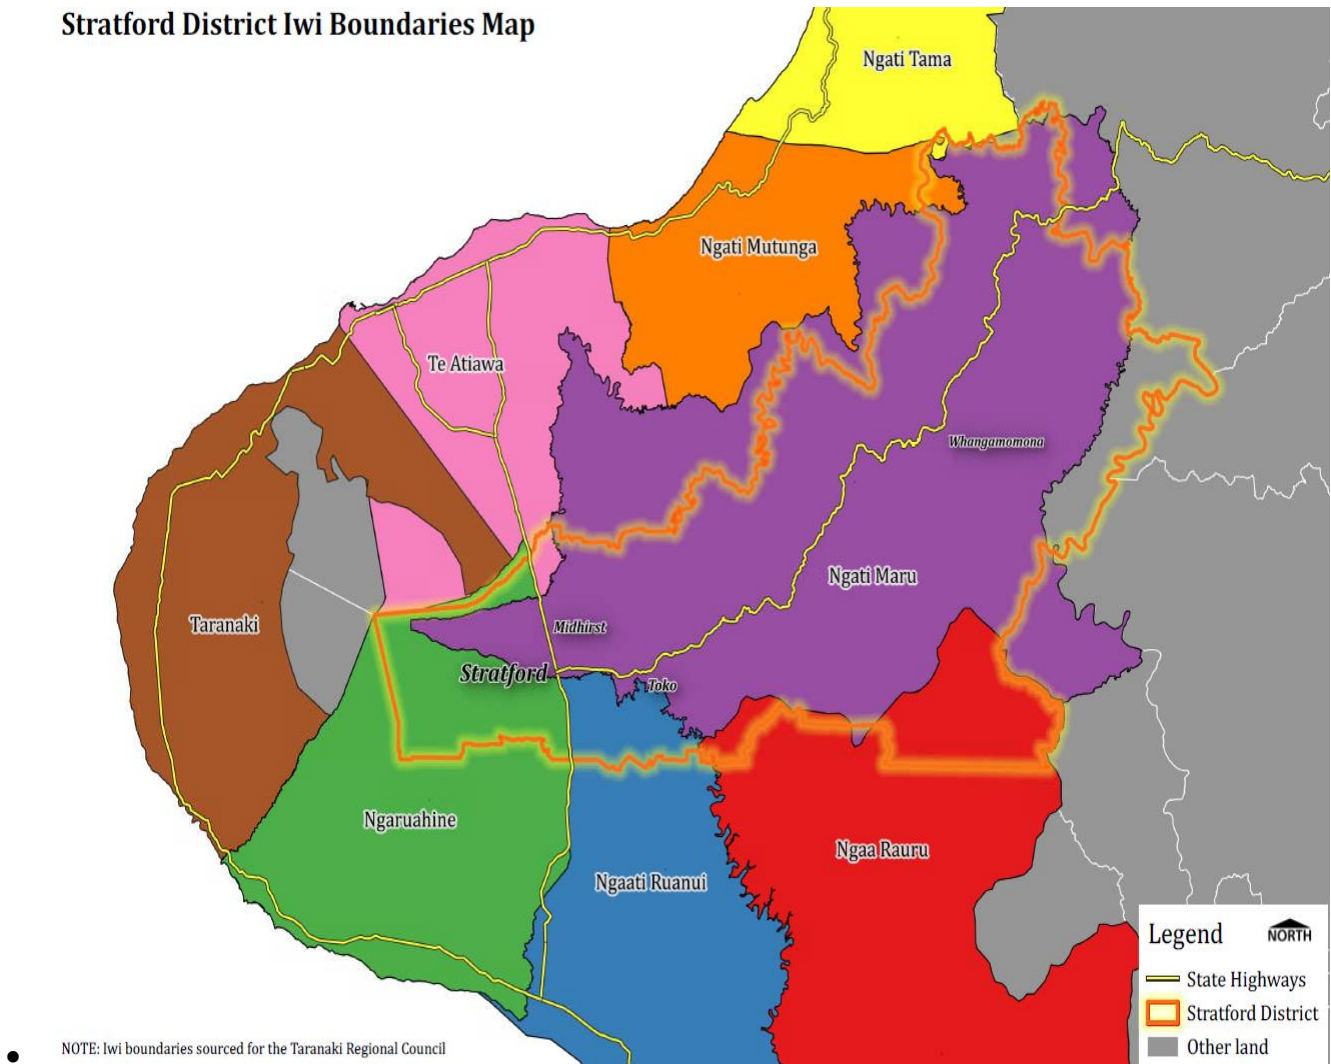 Stratford District Iwi Boundaries Map
Ngati Tama
Ngati Mutunga
Te Atiawa
Whangamomona
Ngati Maru
Taranaki
Midhirst
Stratford
Toko
Ngaruahine
Ngaa Rauru
Ngaati Ruanui
Legend
NORTH
State Highways
Stratford District
Other land
NOTE: Iwi boundaries sourced for the Taranaki Regional Council